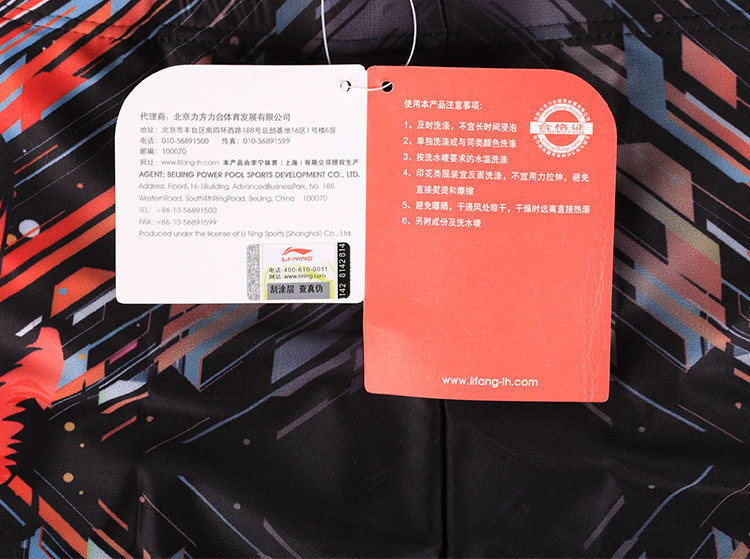 代理商：北京力方力合体育发展有限公司
地址：北京市丰台区南四环西路188号总部基地16区1号楼6层
电话：010-56891500 传真：010-56891599
邮编：100070
网址：www.lifang-lh.com 本产品由李宁体育（上海）有限公司授权生产
AGENT: BEIJING POWER POOL SPORTS DEVELOPMENT CO., LTD.
Address: Floor6,16-1Building, AdvancedBusinessPark, No. 188.
WesternRoad, South4thRingRoad, BeiJing, China 100070
TEL: +86-10-56891500
FAX: +86-10-56891599
Produced under the license of Li Ning Sports (Shanghai) Co., Ltd.
LI-NING
电话 400-610-0011
网站 www.lining.com
刮涂层 查真伪
142 8142 814
使用本产品注意事项：
合格证
1、及时洗涤，不宜长时间浸泡
2、单独洗涤或与同类颜色洗涤
3、按洗水唛要求的水温洗涤
4、印花类服装宜反面洗涤，不宜用力拉伸，避免
直接熨烫和摩擦
5、避免曝晒，于通风处晾干，干燥时远离直接热源
6、另附成份及洗水唛
www.lifang-lh.com